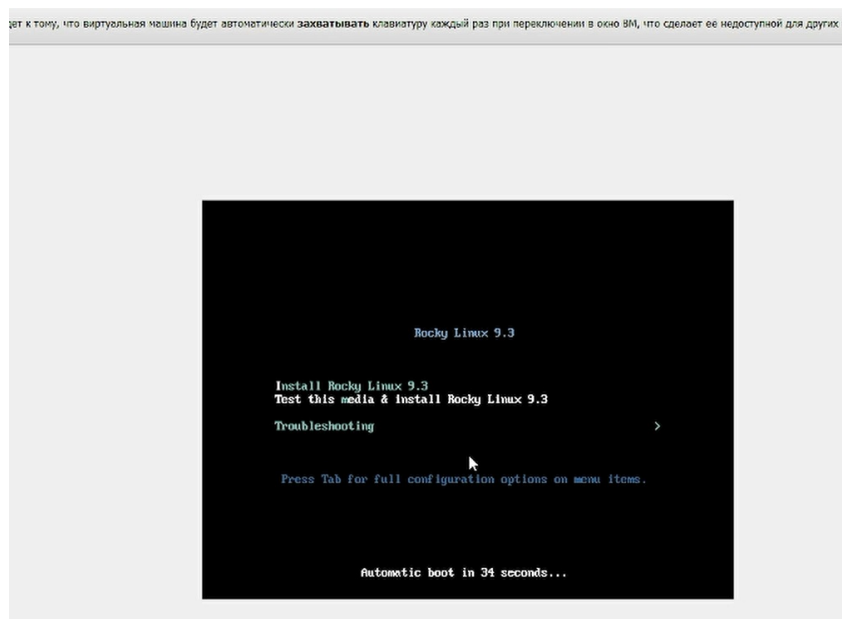 дет к тому, что виртуальная машина будет автоматически захватывать клавиатуру каждый раз при переключении в окно ВМ, что сделает ее недоступной для других
Rocky Linux 9.3
Install Rocky Linux 9.3
Test this media & install Rocky Linux 9.3
Troubleshooting >
Press Tab for full configuration options on menu items.
Automatic boot in 34 seconds...